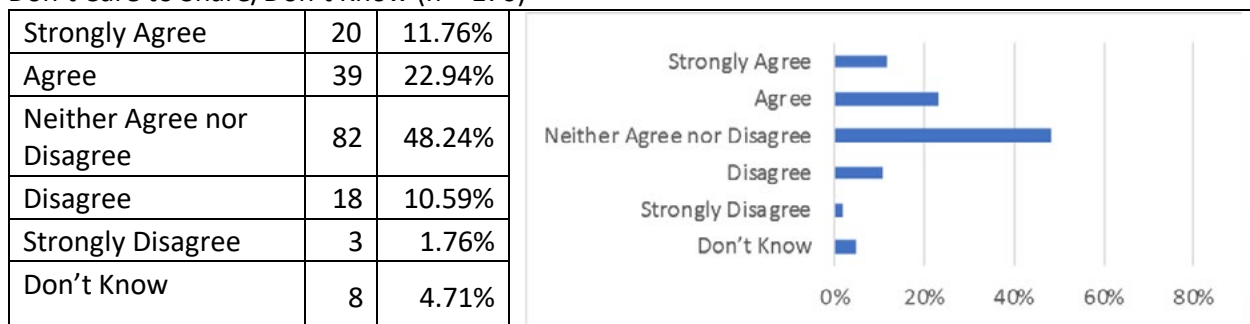 Strongly Agree 20 11.76%
Agree 39 22.94%
Neither Agree nor
Disagree 82 48.24%
Disagree 18 10.59%
Strongly Disagree 3 1.76%
Don't Know 8 4.71%
Strongly Agree
Agree
Neither Agree nor Disagree
Disagree
Strongly Disagree
Don't Know
0% 20% 40% 60% 80%